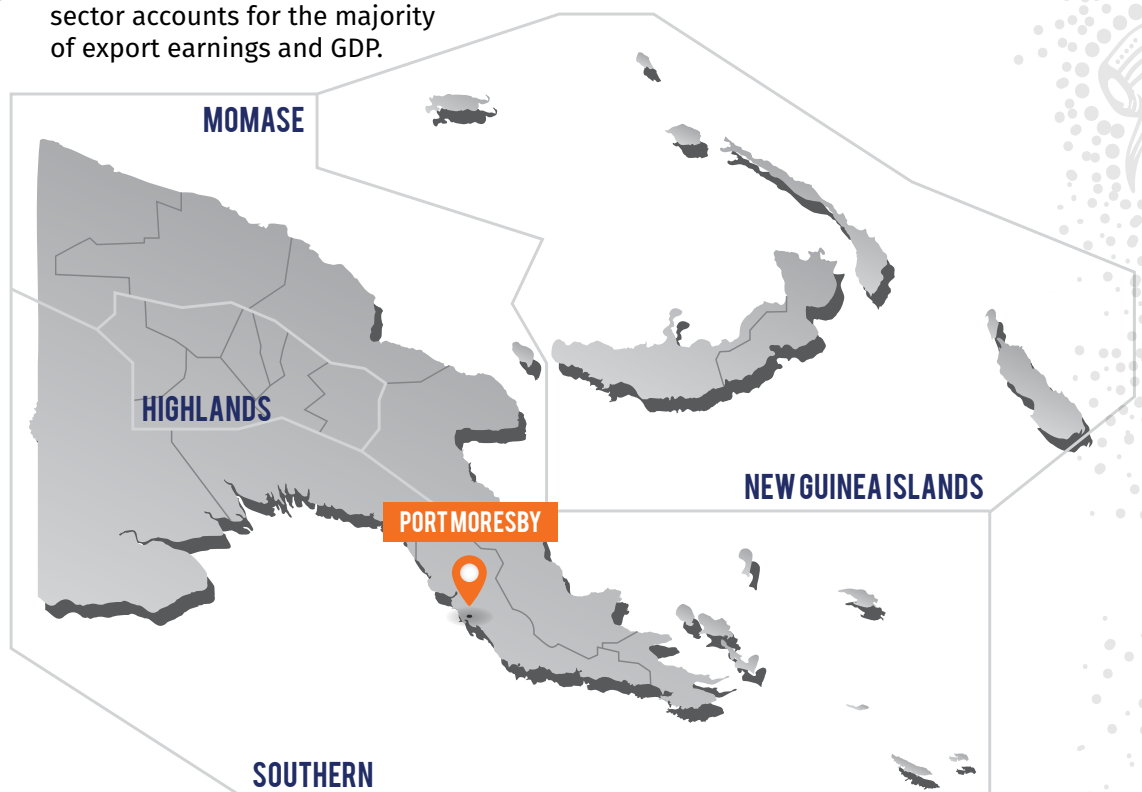 sector accounts for the majority
of export earnings and GDP.
MOMASE
HIGHLANDS
NEW GUINEA ISLANDS
PORT MORESBY
SOUTHERN